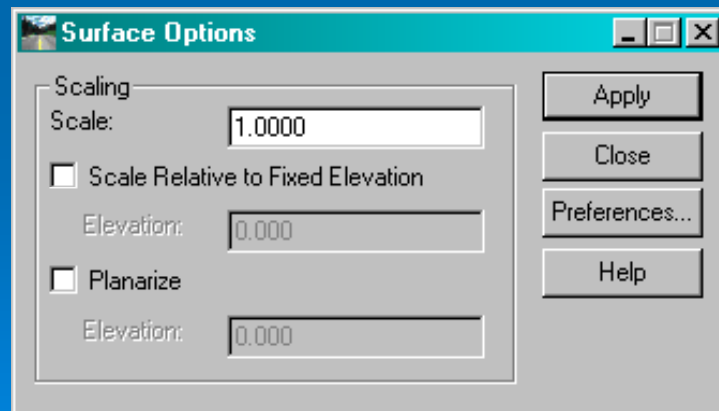 Surface Options
Scaling
Scale: 1.0000
Scale Relative to Fixed Elevation
Elevation: 0.000
Planarize
Elevation: 0.000
Apply
Close
Preferences...
Help